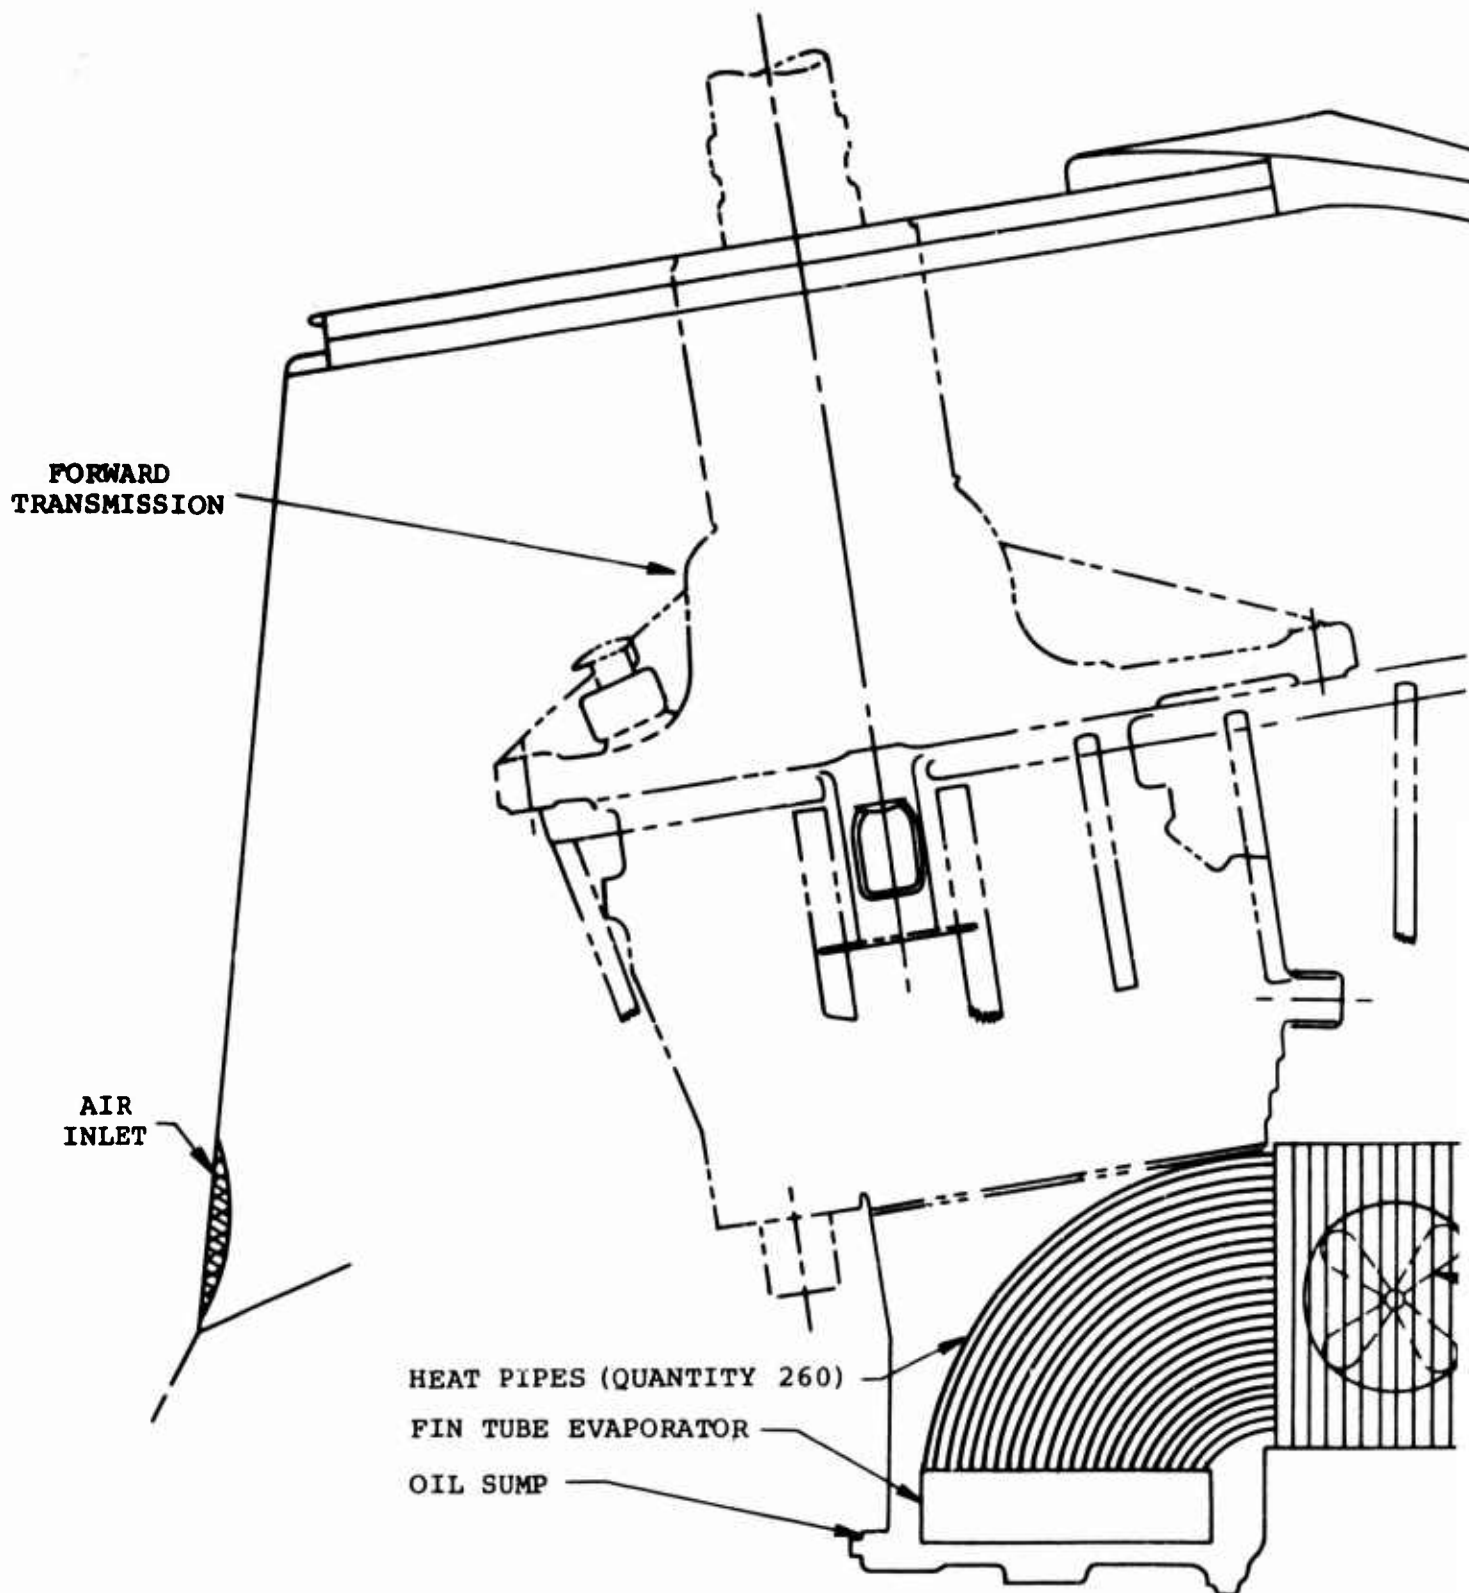 FORWARD
TRANSMISSION
AIR
INLET
HEAT PIPES (QUANTITY 260)
FIN TUBE EVAPORATOR
OIL SUMP